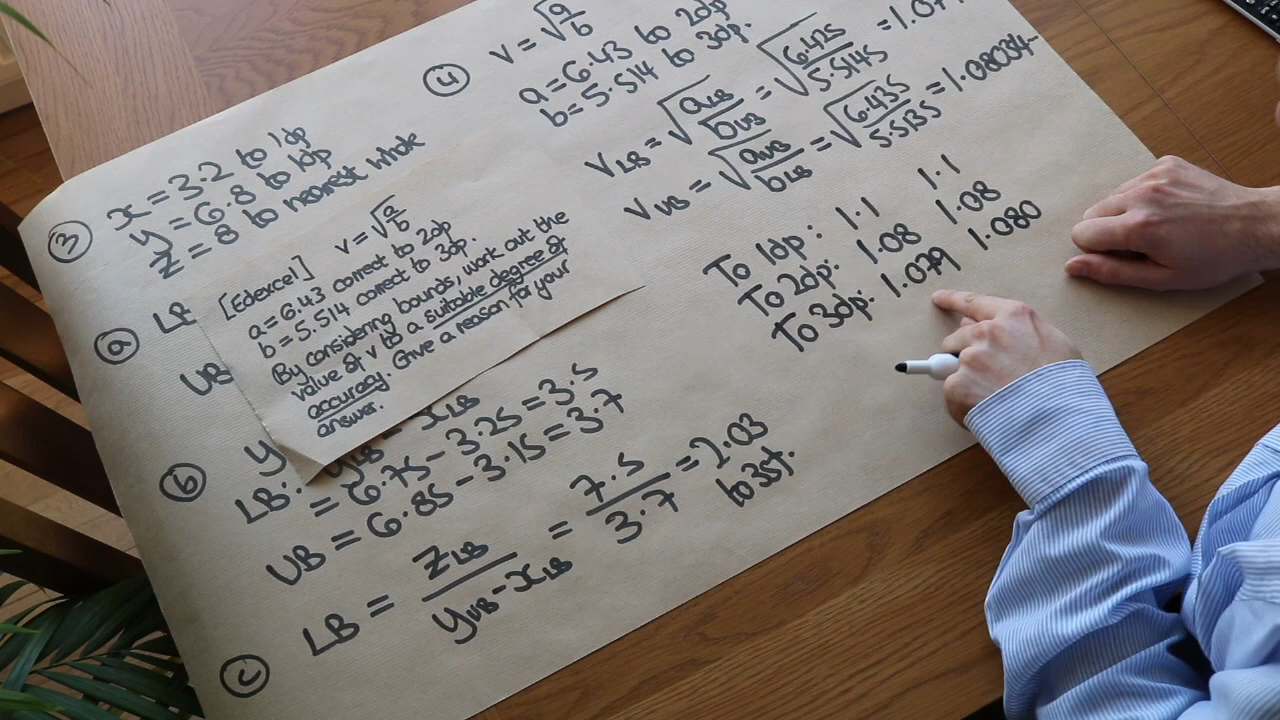 ③ x = 3.2 to 1dp
y = 6.8 to 1dp
z = 8 to nearest whole
ⓐ LB
UB
[Edexcel] v = √a/b
a = 6.43 correct to 2dp
b = 5.514 correct to 3dp.
By considering bounds, work out the
value of v to a suitable degree of
accuracy. Give a reason for your
answer.
ⓑ y
LB: yLB - xLB
= 6.75 - 3.25 = 3.5
UB = 6.85 - 3.15 = 3.7
ⓒ LB = zLB / yUB - xLB = 7.5 / 3.7 = 2.03
to 3sf.
④ v = √a/b
a = 6.43 to 2dp
b = 5.514 to 3dp.
VLB = √aLB/bUB = √6.425/5.5145 = 1.079
VUB = √aUB/bLB = √6.435/5.5135 = 1.08034-
To 1dp: 1.1 1.1
To 2dp: 1.08 1.08
To 3dp: 1.079 1.080